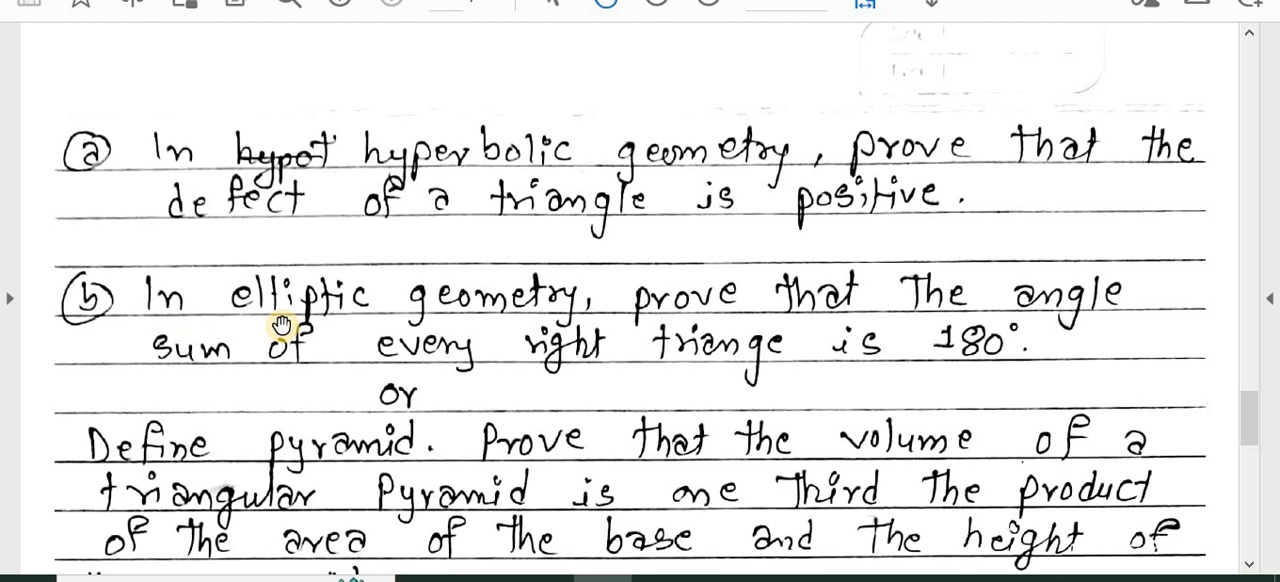 (a) In hypot hyperbolic geometry, prove that the
defect of a triangle is positive.
(b) In elliptic geometry, prove that The angle
sum of every right triange is 180°.
or
Define pyramid. Prove that the volume of a
triangular Pyramid is one Third the product
of The area of the base and the height of